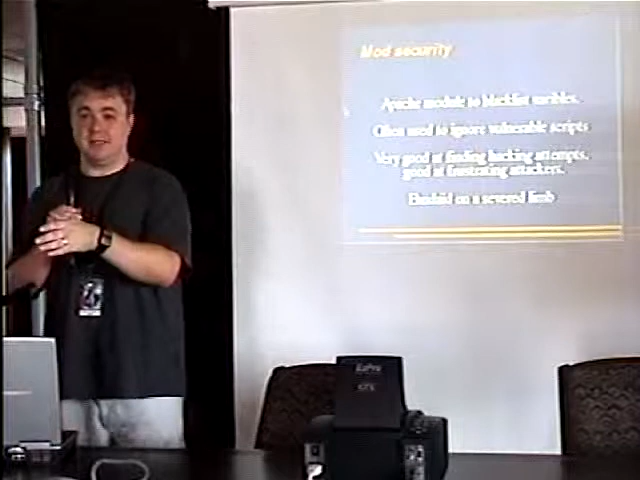 Mod security
Apache module to blacklist varibles.
Often used to ignore vulnerable scripts
Very good at finding hacking attempts,
good at frustrating attackers.
Bandaid on a severed limb